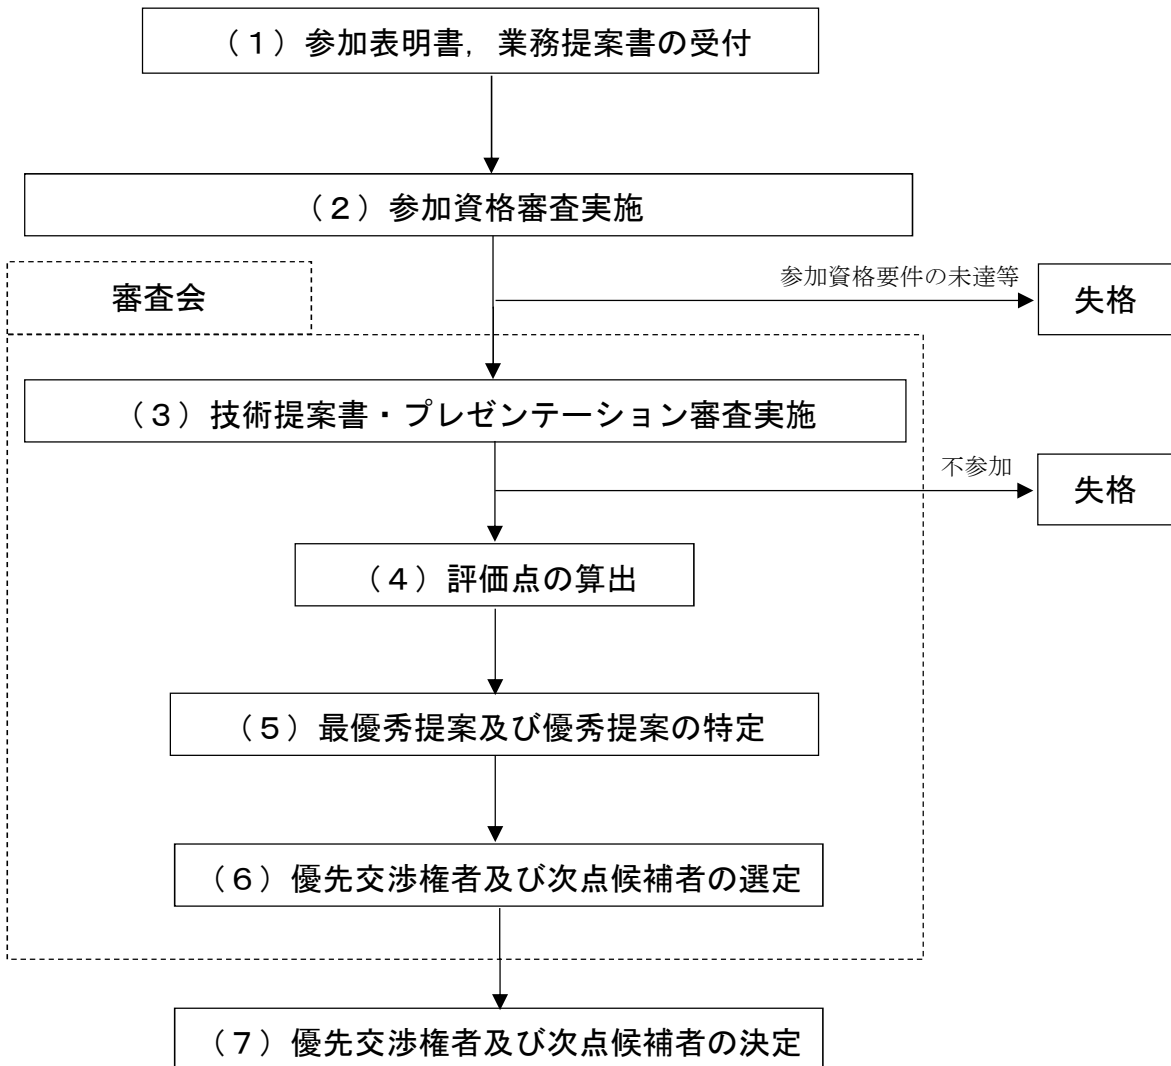 （１）参加表明書，業務提案書の受付
（２）参加資格審査実施
参加資格要件の未達等
審査会
失格
（３）技術提案書・プレゼンテーション審査実施
不参加
失格
（４）評価点の算出
（５）最優秀提案及び優秀提案の特定
（６）優先交渉権者及び次点候補者の選定
（７）優先交渉権者及び次点候補者の決定